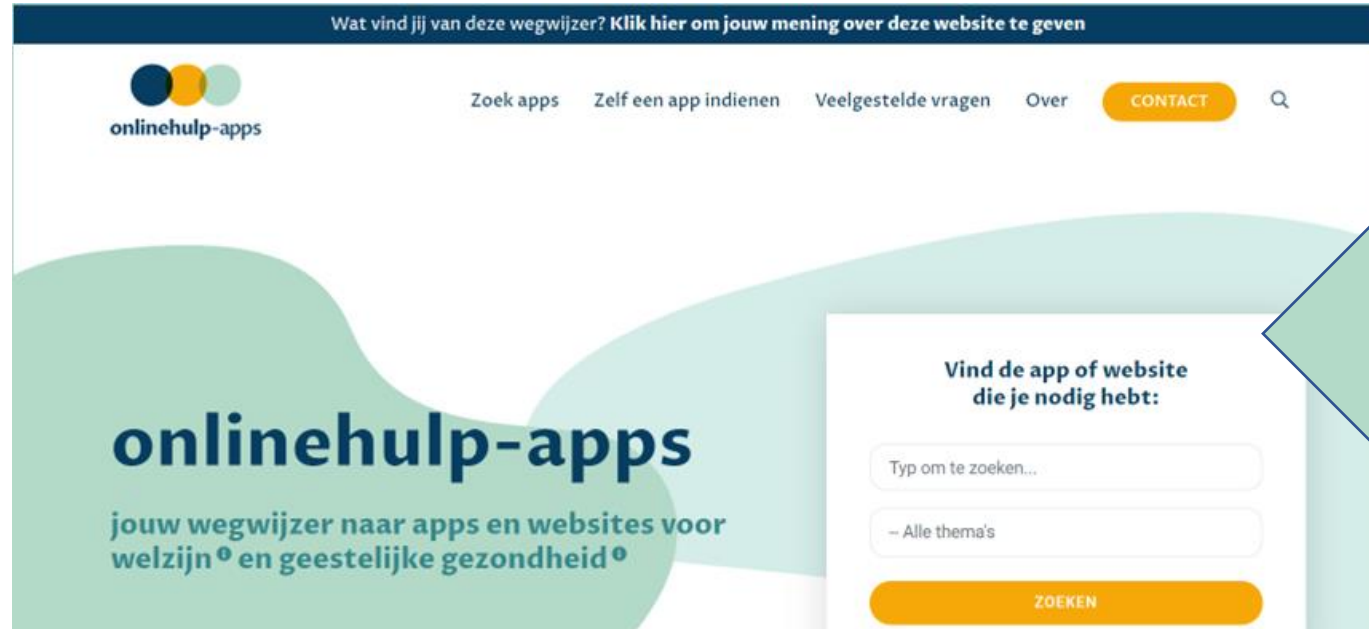 Wat vind jij van deze wegwijzer? Klik hier om jouw mening over deze website te geven
onlinehulp-apps
Zoek apps Zelf een app indienen Veelgestelde vragen Over CONTACT
onlinehulp-apps
jouw wegwijzer naar apps en websites voor
welzijn en geestelijke gezondheid
Vind de app of website
die je nodig hebt:
Typ om te zoeken...
-- Alle thema's
ZOEKEN